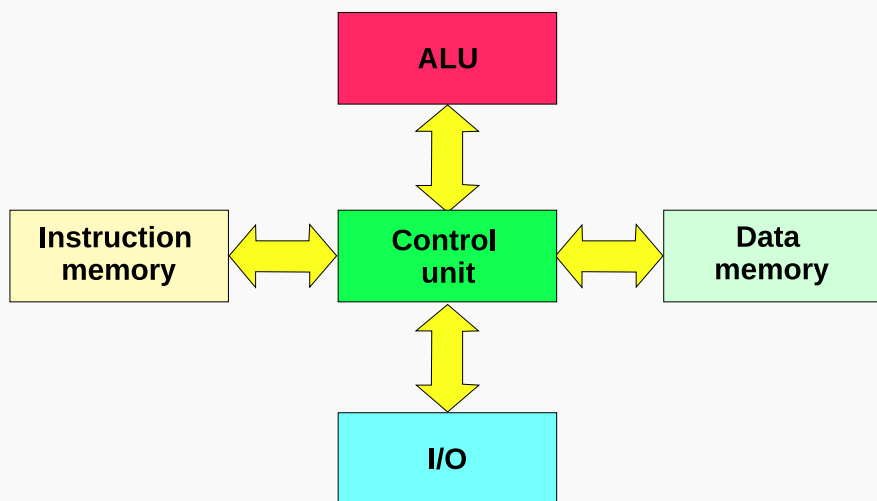 ALU
Instruction
memory
Control
unit
Data
memory
I/O